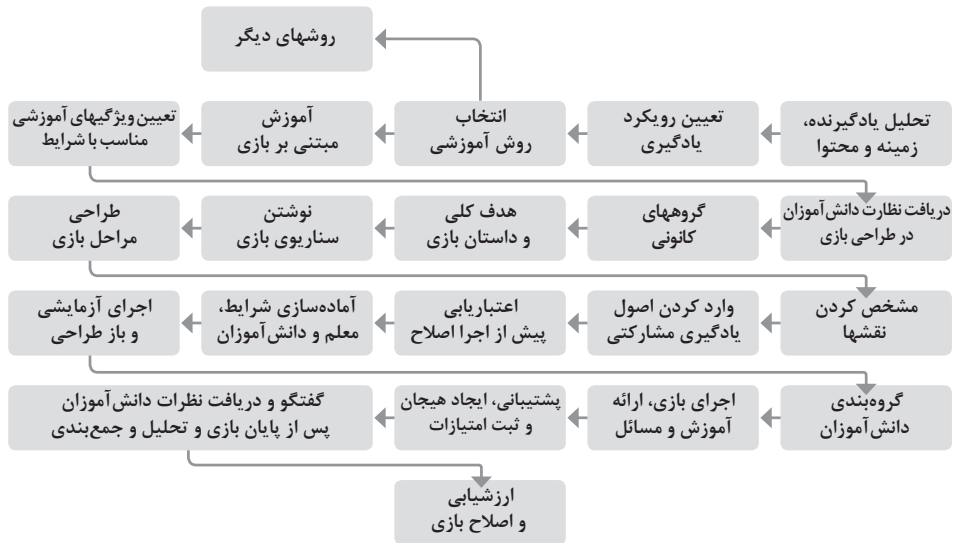 روشهای دیگر
تحلیل یادگیرنده،
زمینه و محتوا
تعیین رویکرد
یادگیری
انتخاب
روش آموزشی
آموزش
مبتنی بر بازی
تعیین ویژگیهای آموزشی
مناسب با شرایط
دریافت نظارت دانش‌آموزان
در طراحی بازی
گروههای
کانونی
هدف کلی
و داستان بازی
نوشتن
سناریوی بازی
طراحی
مراحل بازی
مشخص کردن
نقشها
وارد کردن اصول
یادگیری مشارکتی
اعتباریابی
پیش از اجرا اصلاح
آماده‌سازی شرایط،
معلم و دانش‌آموزان
اجرای آزمایشی
و باز طراحی
گروه‌بندی
دانش‌آموزان
اجرای بازی، ارائه
آموزش و مسائل
پشتیبانی، ایجاد هیجان
و ثبت امتیازات
گفتگو و دریافت نظرات دانش‌آموزان
پس از پایان بازی و تحلیل و جمع‌بندی
ارزشیابی
و اصلاح بازی